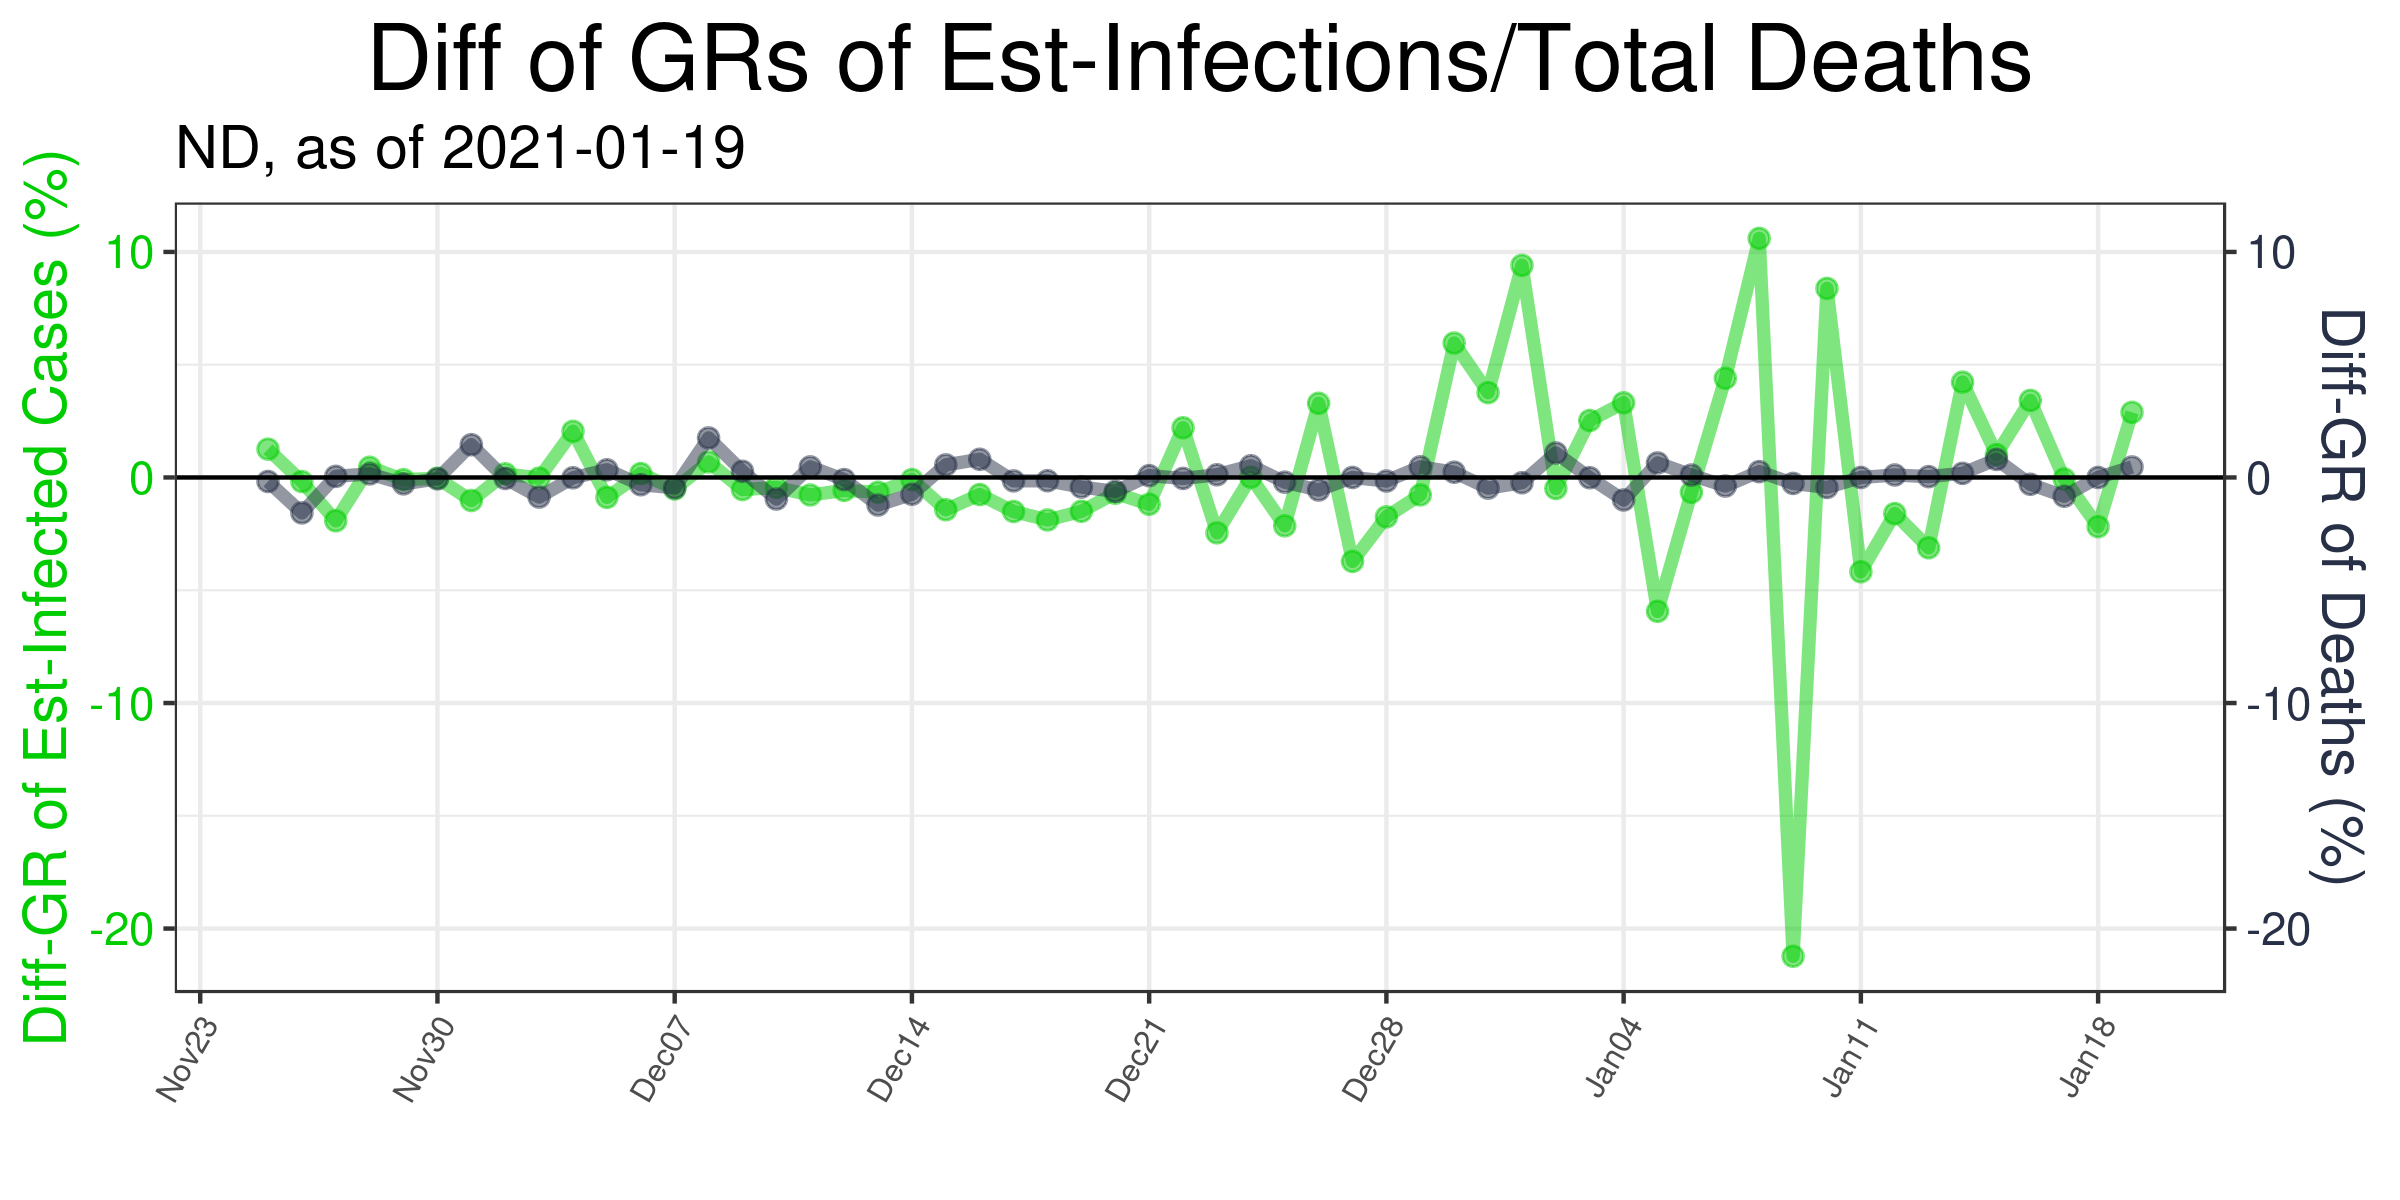 Diff of GRs of Est-Infections/Total Deaths
ND, as of 2021-01-19
Diff-GR of Est-Infected Cases (%)
10
0
-10
-20
10
0
-10
-20
Diff-GR of Deaths (%)
Nov23
Nov30
Dec07
Dec14
Dec21
Dec28
Jan04
Jan11
Jan18